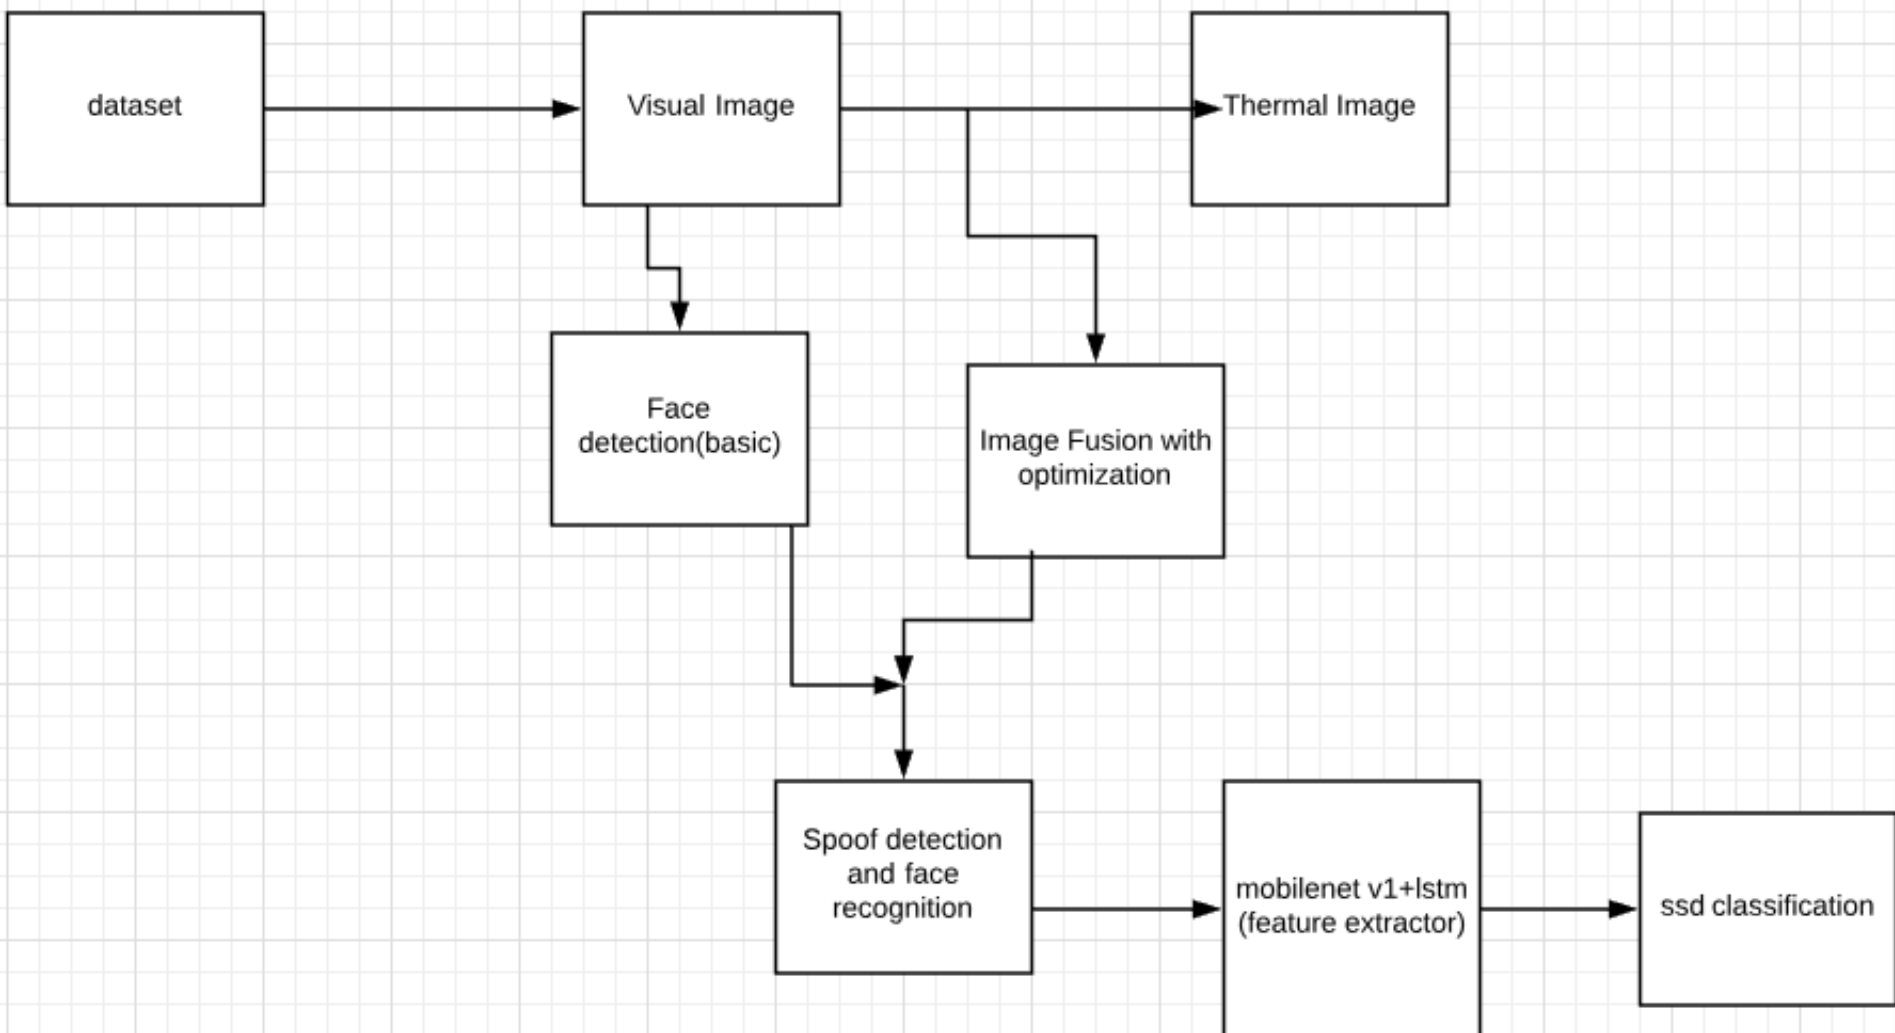 dataset
Visual Image
Thermal Image
Face
detection(basic)
Image Fusion with
optimization
Spoof detection
and face
recognition
mobilenet v1+lstm
(feature extractor)
ssd classification